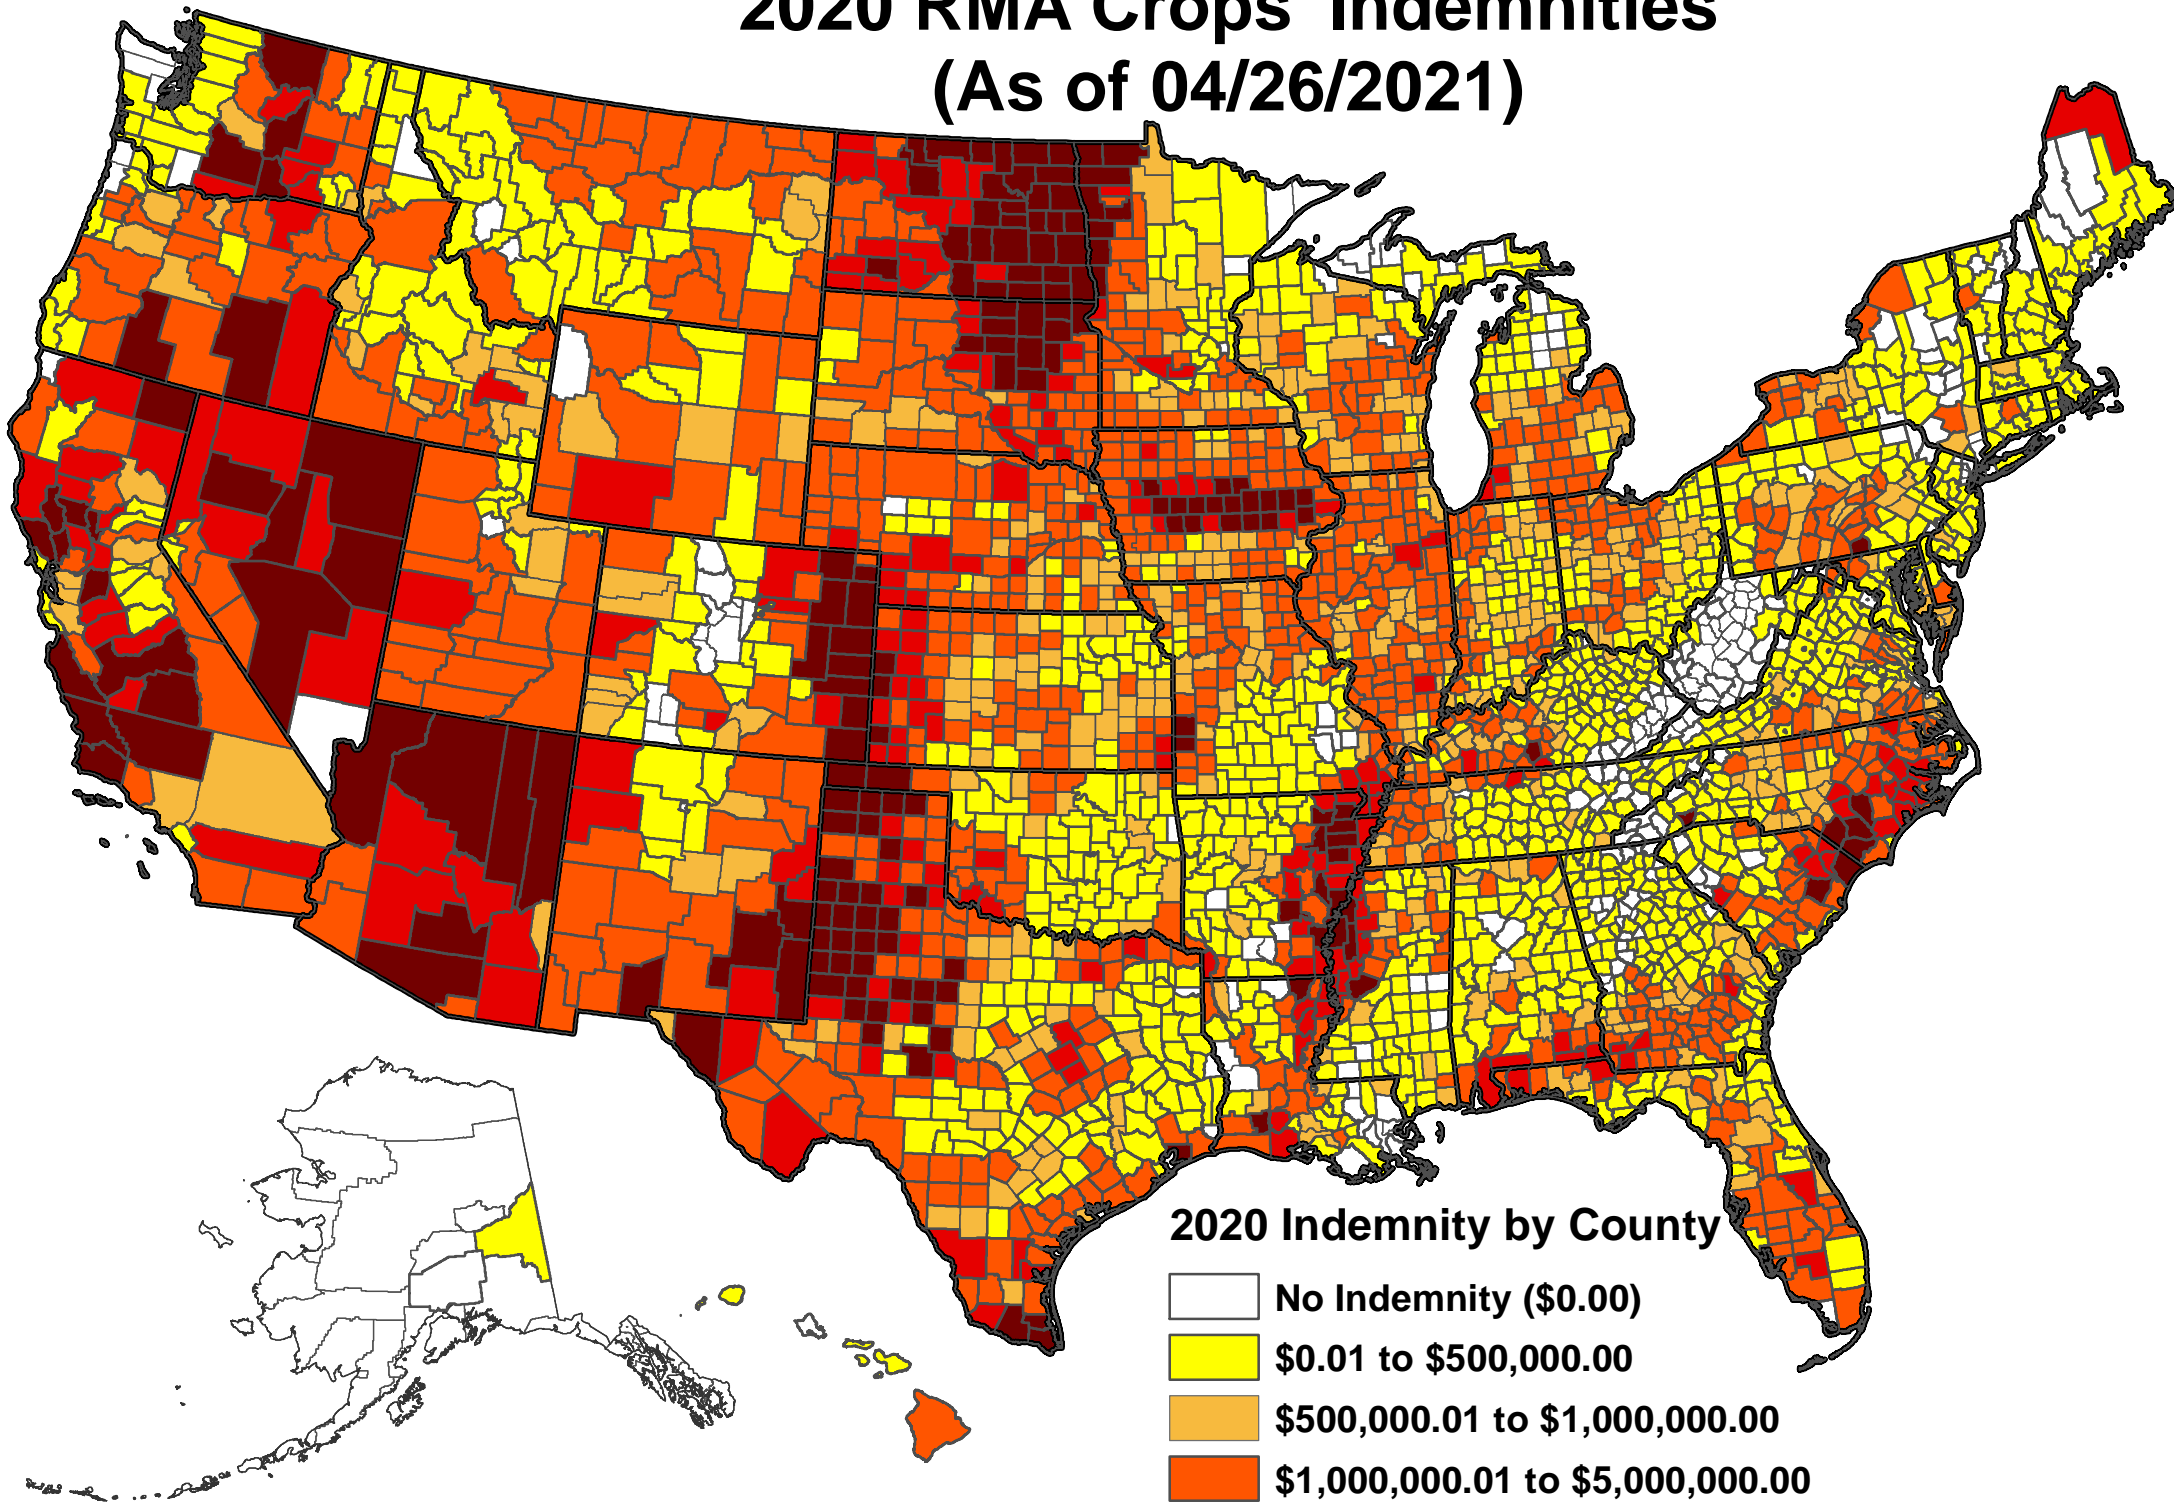 2020 RMA Crops' Indemnities
(As of 04/26/2021)
2020 Indemnity by County
No Indemnity ($0.00)
$0.01 to $500,000.00
$500,000.01 to $1,000,000.00
$1,000,000.01 to $5,000,000.00